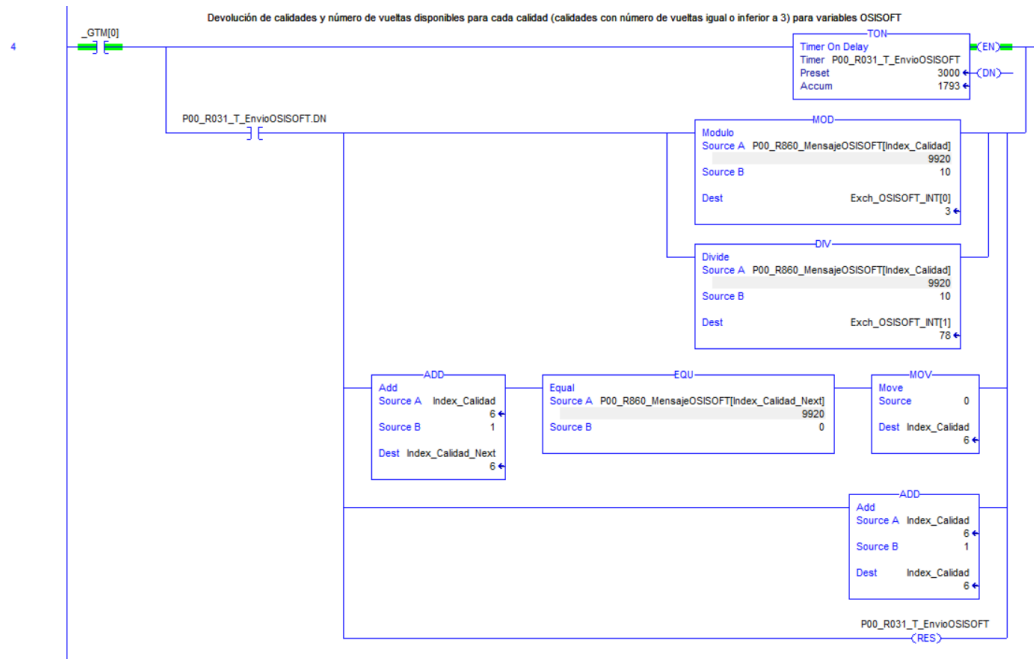 Devolución de calidades y número de vueltas disponibles para cada calidad (calidades con número de vueltas igual o inferior a 3) para variables OSISOFT
4
_GTM[0]
TON
Timer On Delay
Timer P00_R031_T_EnvioOSISOFT
Preset 3000
Accum 1793
(EN)
(DN)
P00_R031_T_EnvioOSISOFT.DN
MOD
Modulo
Source A P00_R860_MensajeOSISOFT[Index_Calidad]
9920
Source B 10
Dest Exch_OSISOFT_INT[0]
3
DIV
Divide
Source A P00_R860_MensajeOSISOFT[Index_Calidad]
9920
Source B 10
Dest Exch_OSISOFT_INT[1]
78
ADD
Add
Source A Index_Calidad
6
Source B 1
Dest Index_Calidad_Next
6
EQU
Equal
Source A P00_R860_MensajeOSISOFT[Index_Calidad_Next]
9920
Source B 0
MOV
Move
Source 0
Dest Index_Calidad
6
ADD
Add
Source A Index_Calidad
6
Source B 1
Dest Index_Calidad
6
P00_R031_T_EnvioOSISOFT
(RES)